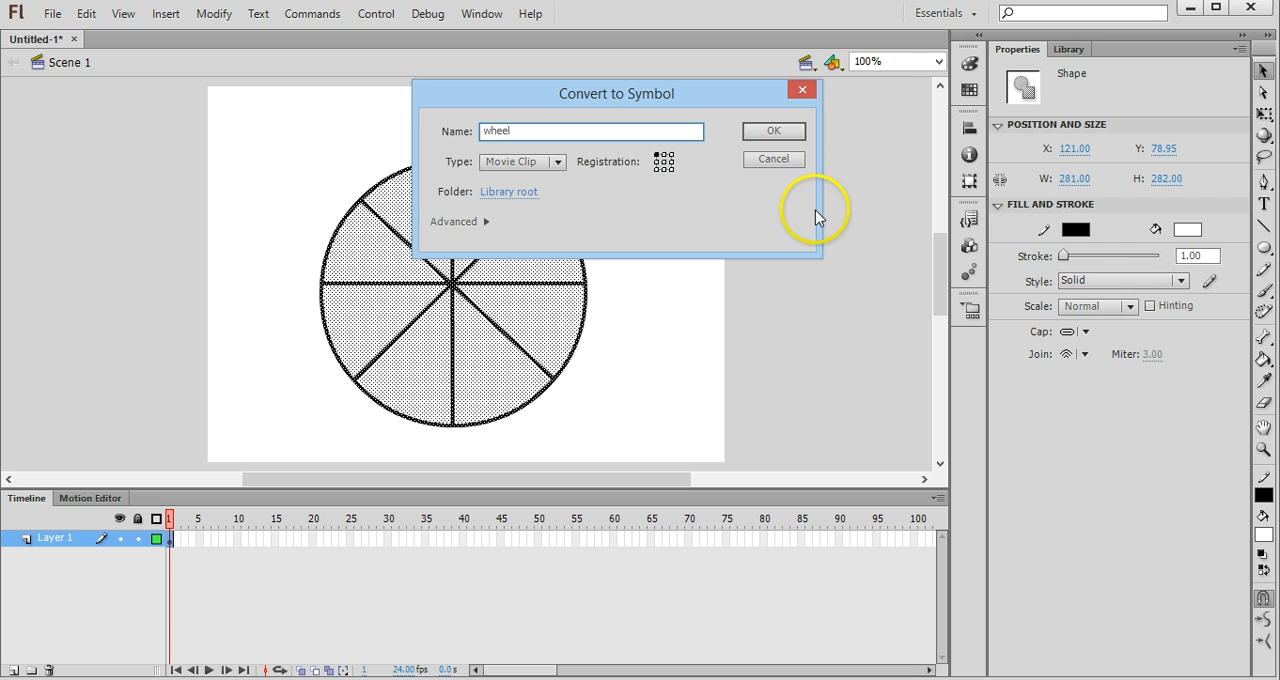 Fl File Edit View Insert Modify Text Commands Control Debug Window Help Essentials
Untitled-1* ×
Scene 1 100%
Properties Library
Shape
Convert to Symbol
Name: wheel OK
Type: Movie Clip Registration: Cancel
Folder: Library root
Advanced
POSITION AND SIZE
X: 121.00 Y: 78.95
W: 281.00 H: 282.00
FILL AND STROKE
Stroke: 1.00
Style: Solid
Scale: Normal Hinting
Cap:
Join: Miter: 3.00
T
Timeline Motion Editor
1 5 10 15 20 25 30 35 40 45 50 55 60 65 70 75 80 85 90 95 100
Layer 1
1 24.00 fps 0.0 s